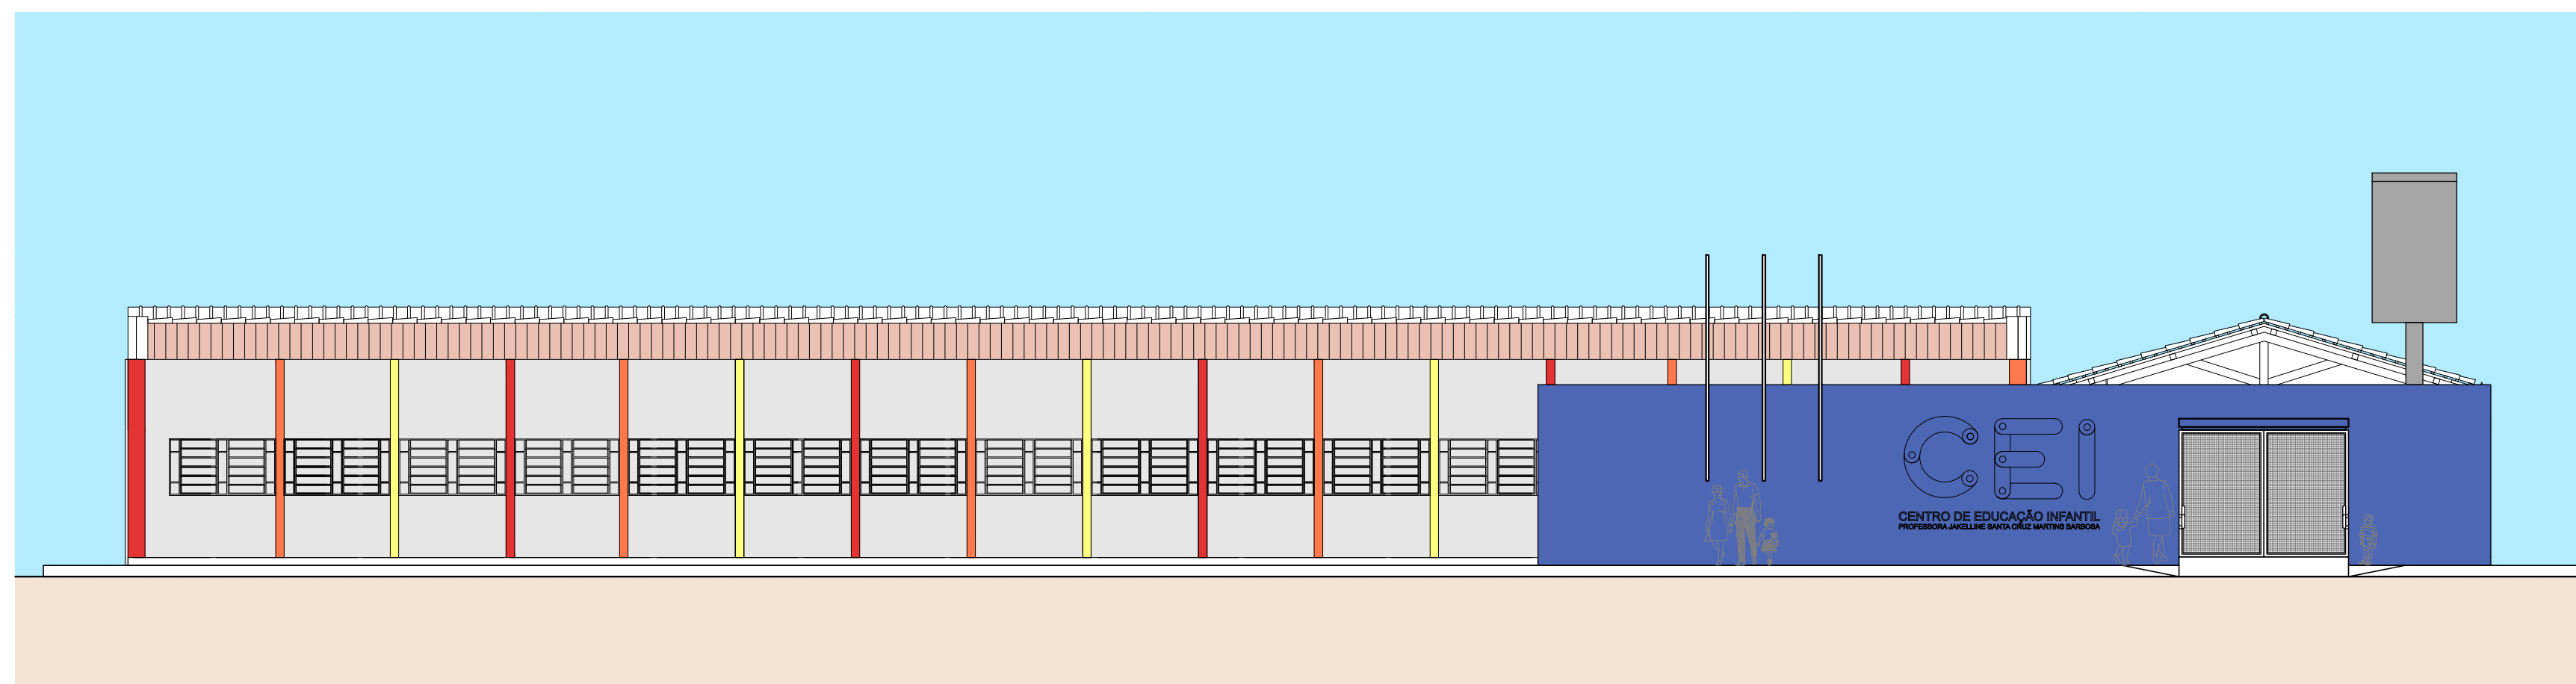 CEI
CENTRO DE EDUCAÇÃO INFANTIL
PROFESSORA JAKELLINE SANTA CRUZ MARTINS BARBOSA